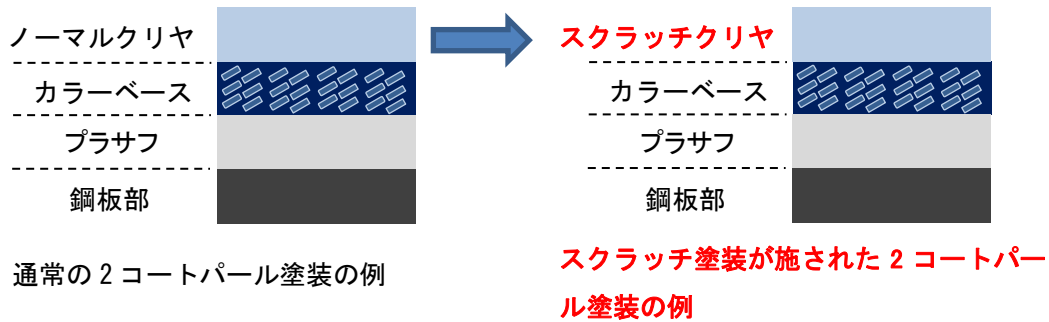 ノーマルクリヤ
カラーベース
プラサフ
鋼板部
通常の2コートパール塗装の例
スクラッチクリヤ
カラーベース
プラサフ
鋼板部
スクラッチ塗装が施された2コートパー
ル塗装の例